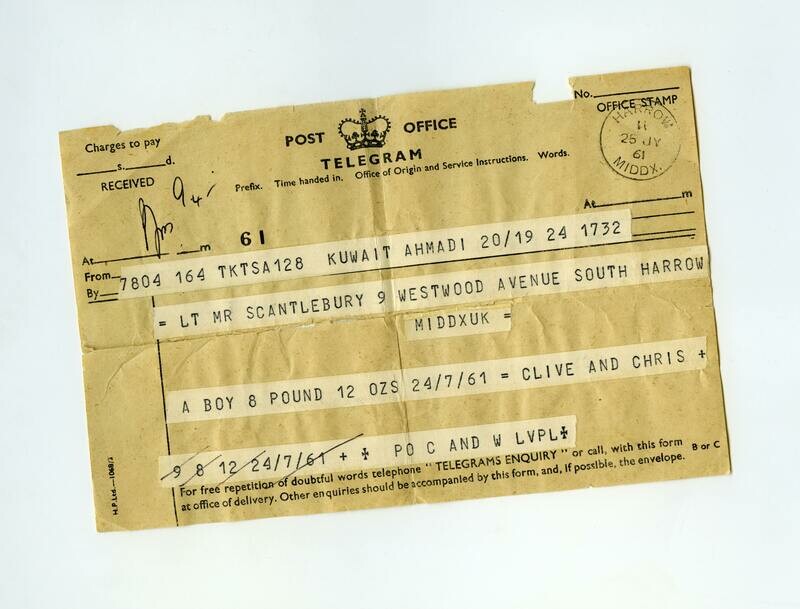 Charges to pay
s. d.
RECEIVED
POST OFFICE
TELEGRAM
Prefix. Time handed in. Office of Origin and Service Instructions. Words.
No.
OFFICE STAMP
HARROW
11
25 JY
61
MIDDX.
At m
61
At m
From
By
7804 164 TKTSA128 KUWAIT AHMADI 20/19 24 1732
= LT MR SCANTLEBURY 9 WESTWOOD AVENUE SOUTH HARROW
MIDDXUK =
A BOY 8 POUND 12 OZS 24/7/61 = CLIVE AND CHRIS +
9 8 12 24/7/61 + + PO C AND W LVPL+
For free repetition of doubtful words telephone "TELEGRAMS ENQUIRY" or call, with this form
at office of delivery. Other enquiries should be accompanied by this form, and, if possible, the envelope.
B or C